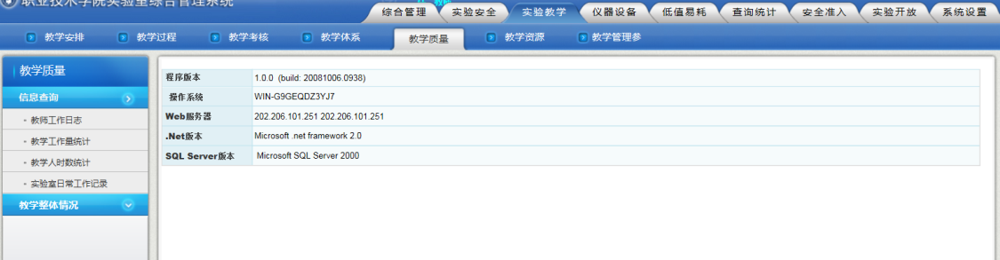 职业技术学院实验室综合管理系统
教师
综合管理 实验安全 实验教学 仪器设备 低值易耗 查询统计 安全准入 实验开放 系统设置
教学安排 教学过程 教学考核 教学体系 教学质量 教学资源 教学管理参
教学质量
信息查询
- 教师工作日志
- 教学工作量统计
- 教学人时数统计
- 实验室日常工作记录
教学整体情况
程序版本 1.0.0 (build: 20081006.0938)
操作系统 WIN-G9GEQDZ3YJ7
Web服务器 202.206.101.251 202.206.101.251
.Net版本 Microsoft .net framework 2.0
SQL Server版本 Microsoft SQL Server 2000